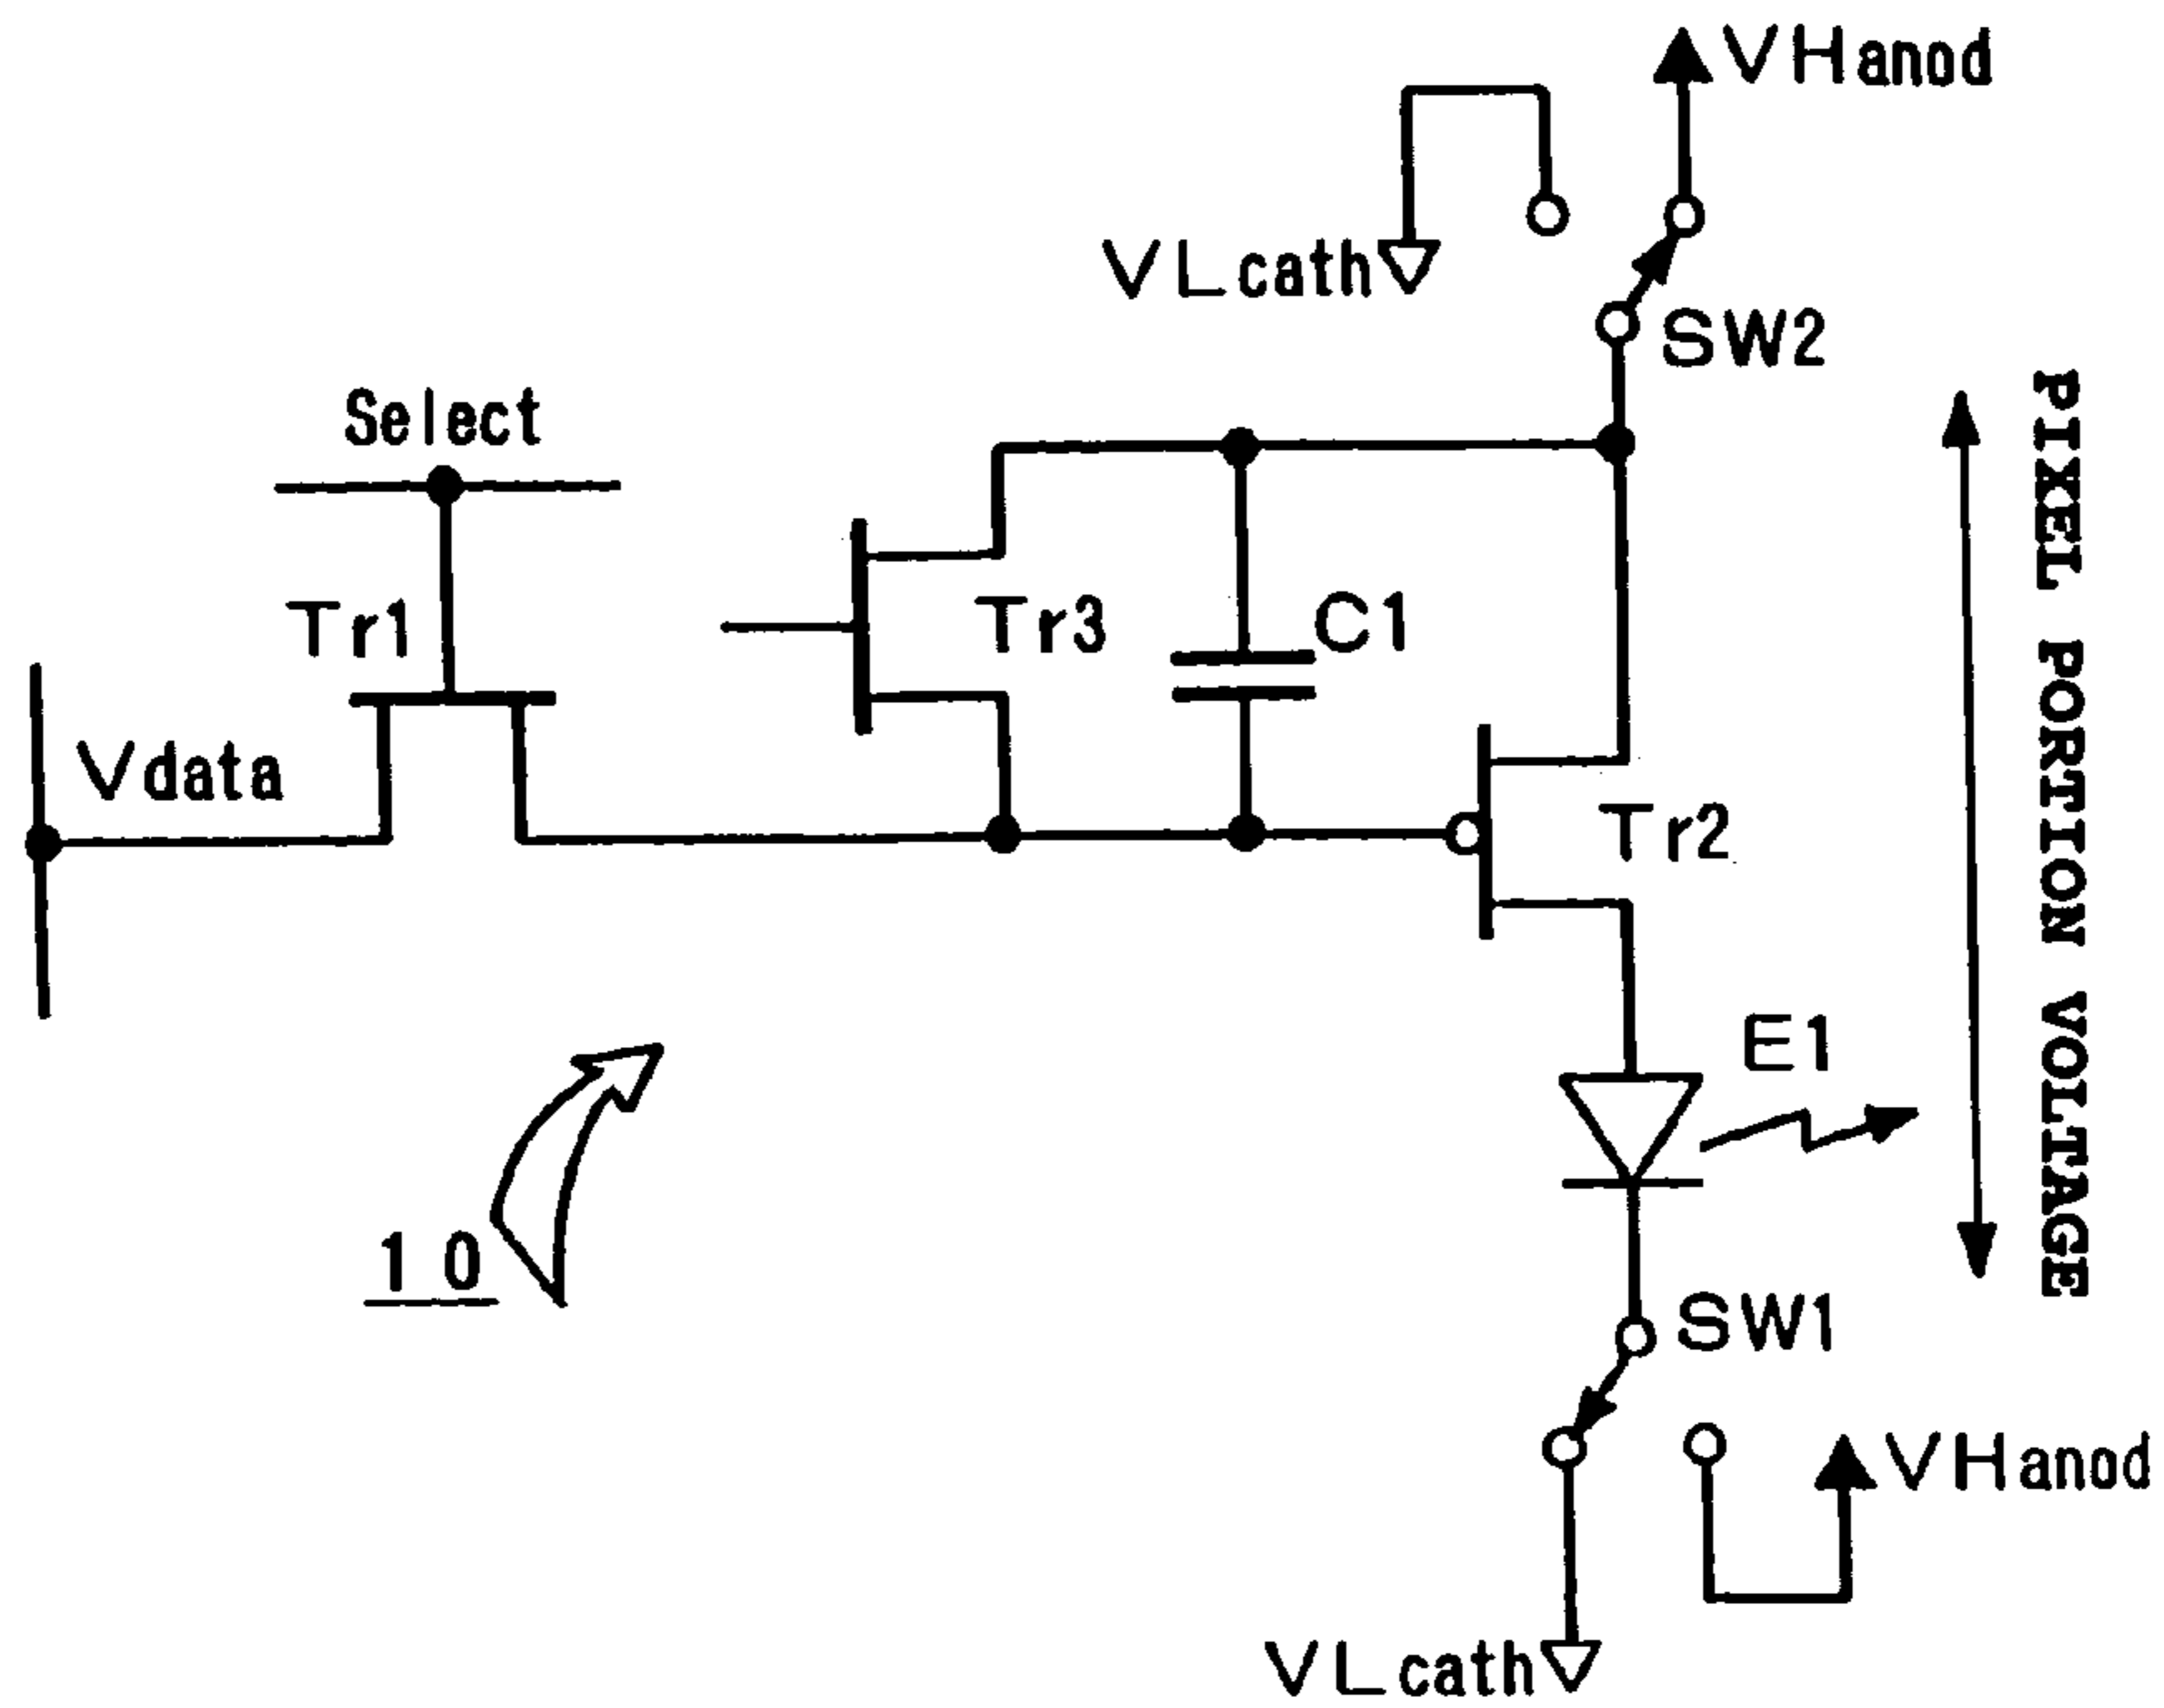 VHanod
VLcath
SW2
Select
Tr1
Tr3
C1
Vdata
Tr2
PIXEL PORTION VOLTAGE
E1
10
SW1
VHanod
VLcath